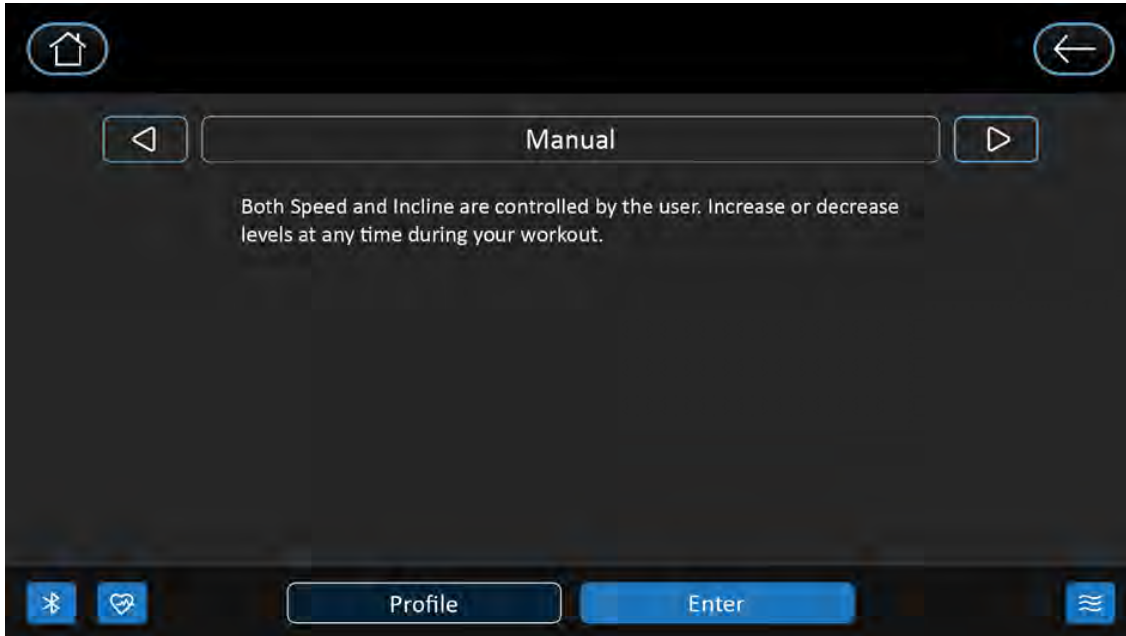 Manual
Both Speed and Incline are controlled by the user. Increase or decrease
levels at any time during your workout.
Profile
Enter